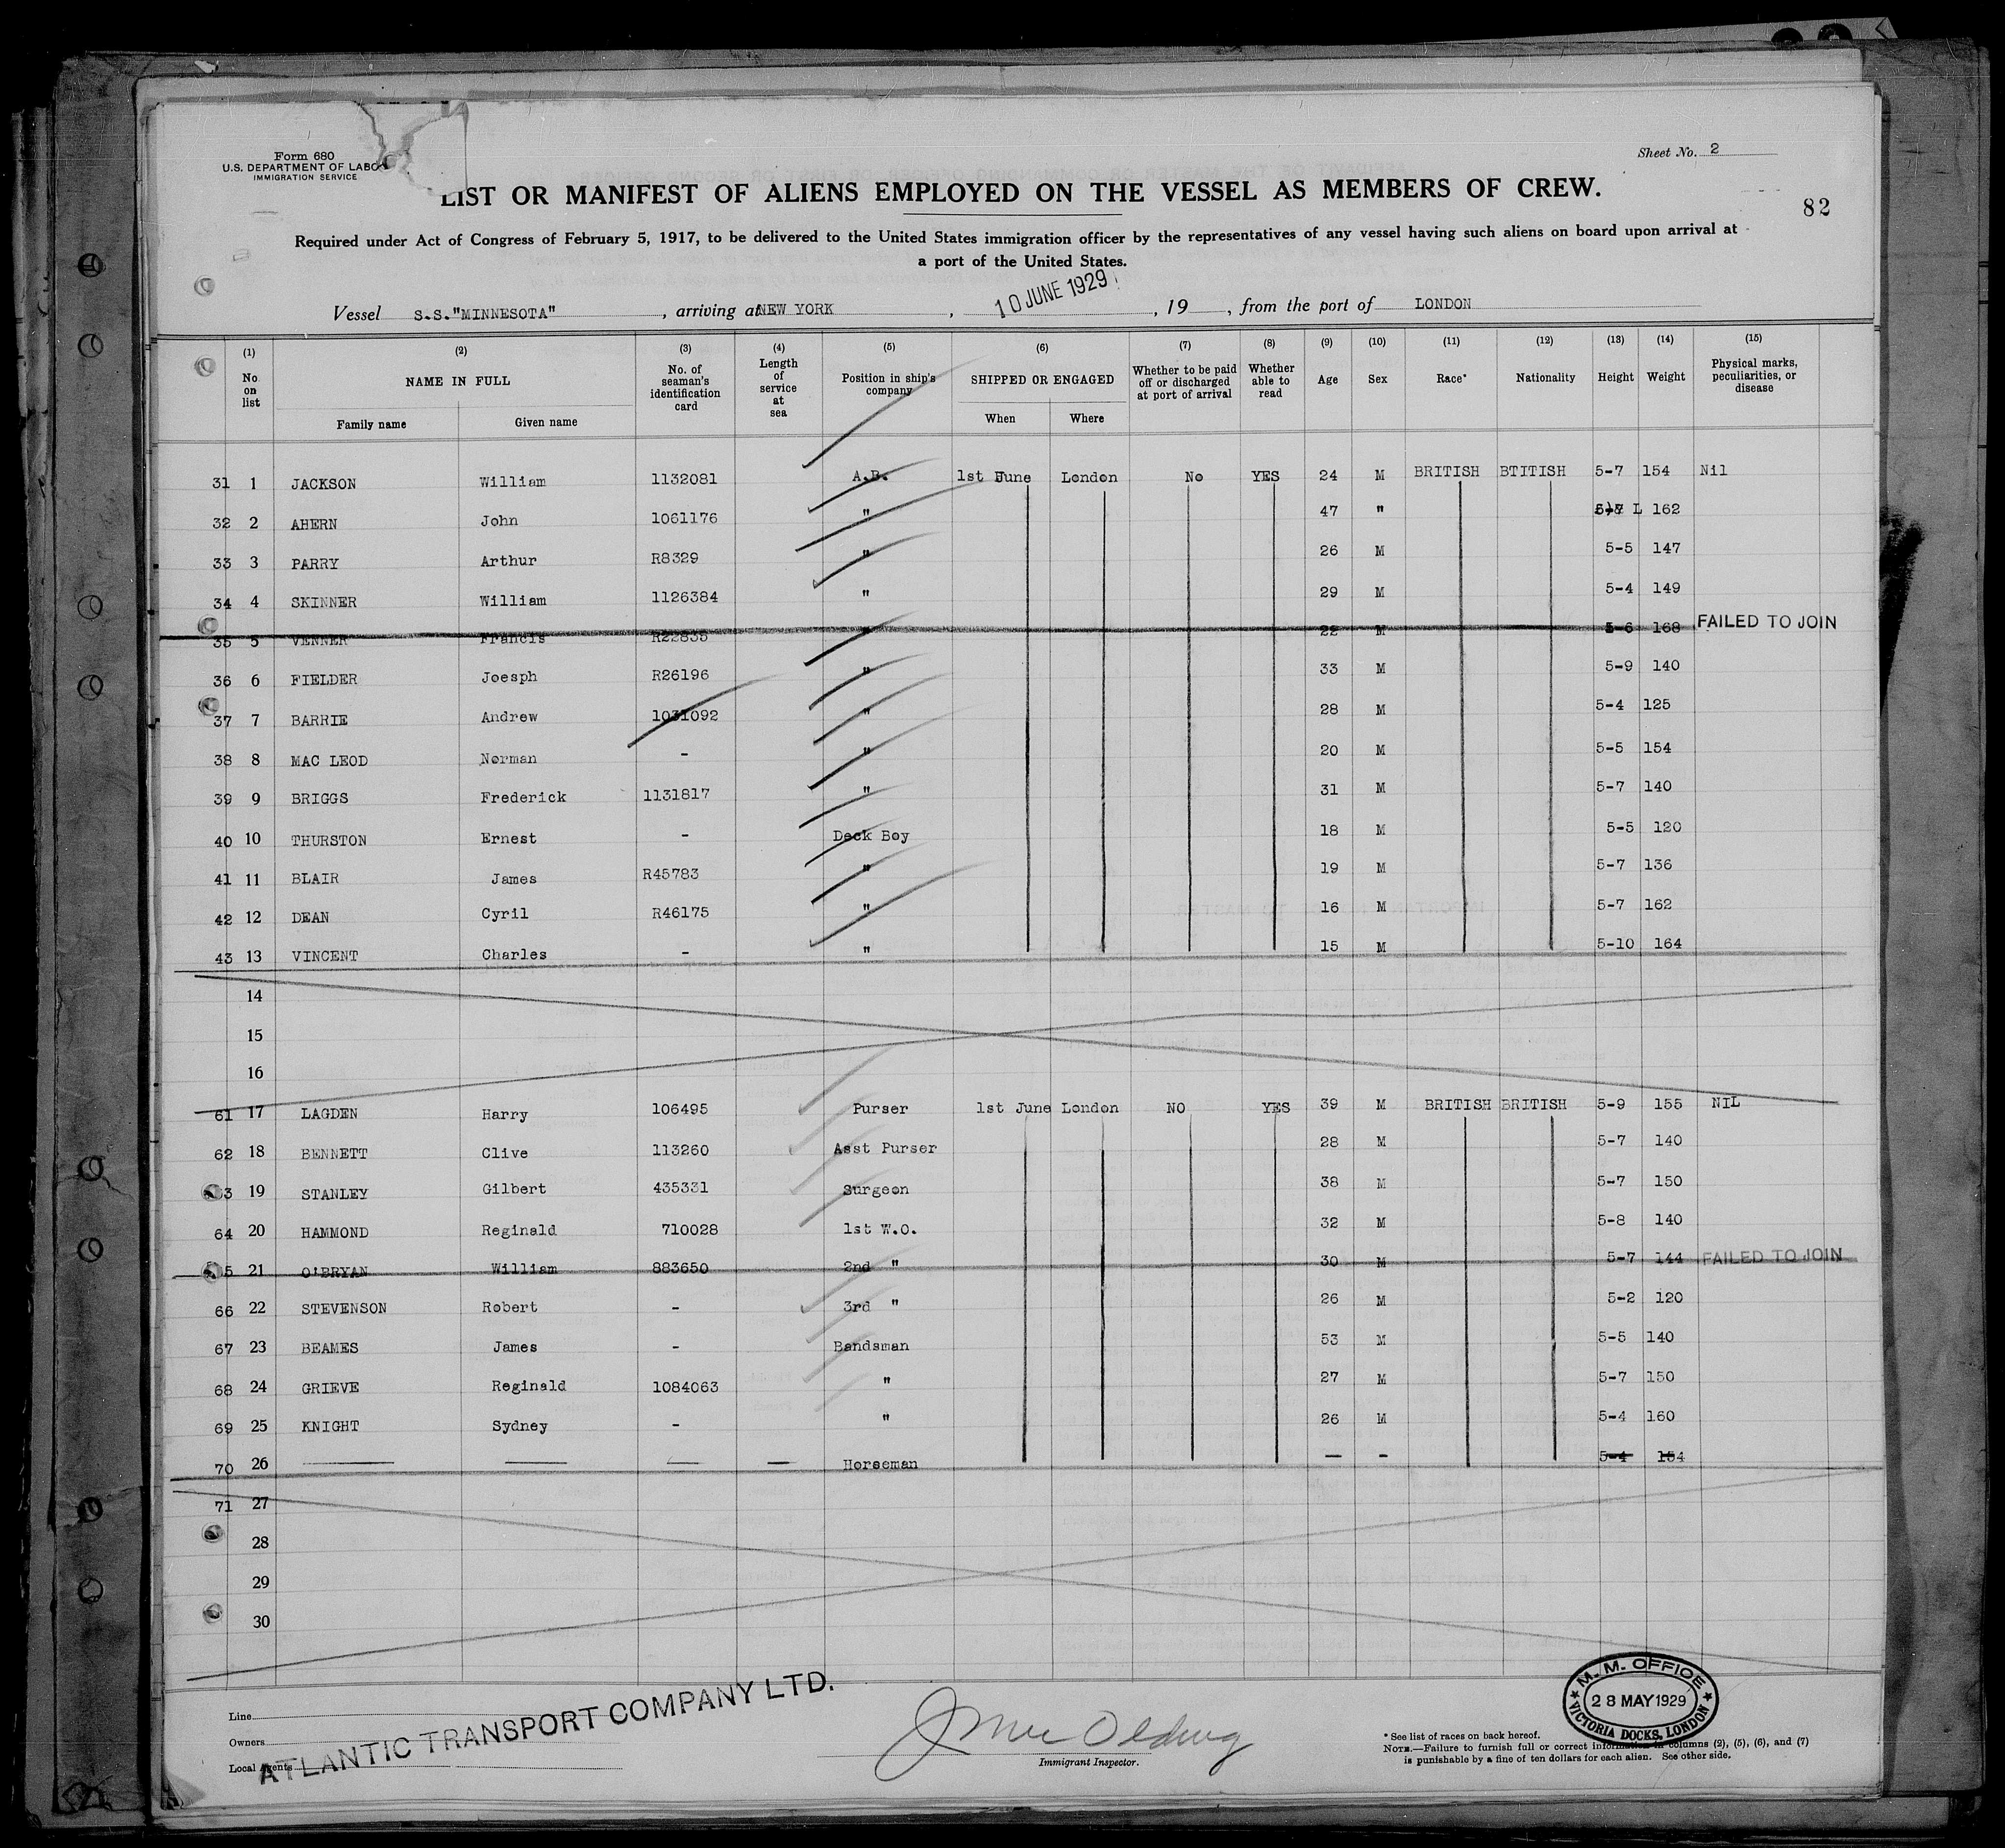 Form 680
U.S. DEPARTMENT OF LABO
IMMIGRATION SERVICE
Sheet No. 2
LIST OR MANIFEST OF ALIENS EMPLOYED ON THE VESSEL AS MEMBERS OF CREW.
82
Required under Act of Congress of February 5, 1917, to be delivered to the United States immigration officer by the representatives of any vessel having such aliens on board upon arrival at
a port of the United States.
Vessel S.S."MINNESOTA", arriving at NEW YORK, 10 JUNE 1929, 19, from the port of LONDON
(1) (2) (3) (4) (5) (6) (7) (8) (9) (10) (11) (12) (13) (14) (15)
No on list NAME IN FULL Family name Given name No. of seaman's identification card Length of service at sea Position in ship's company SHIPPED OR ENGAGED When Where Whether to be paid off or discharged at port of arrival Whether able to read Age Sex Race* Nationality Height Weight Physical marks, peculiarities, or disease
31 1 JACKSON William 1132081 A.B. 1st June London No YES 24 M BRITISH BTITISH 5-7 154 Nil
32 2 AHERN John 1061176 " 47 " 162
33 3 PARRY Arthur R8329 " 26 M 5-5 147
34 4 SKINNER William 1126384 " 29 M 5-4 149
35 5 VENNER Francis R22835 " 22 M 5-6 168 FAILED TO JOIN
36 6 FIELDER Joesph R26196 " 33 M 5-9 140
37 7 BARRIE Andrew 1031092 " 28 M 5-4 125
38 8 MAC LEOD Norman - " 20 M 5-5 154
39 9 BRIGGS Frederick 1131817 " 31 M 5-7 140
40 10 THURSTON Ernest - Deck Boy 18 M 5-5 120
41 11 BLAIR James R45783 " 19 M 5-7 136
42 12 DEAN Cyril R46175 " 16 M 5-7 162
43 13 VINCENT Charles - " 15 M 5-10 164
14
15
16
61 17 LAGDEN Harry 106495 Purser 1st June London NO YES 39 M BRITISH BRITISH 5-9 155 NIL
62 18 BENNETT Clive 113260 Asst Purser 28 M 5-7 140
3 19 STANLEY Gilbert 435331 Surgeon 38 M 5-7 150
64 20 HAMMOND Reginald 710028 1st W.O. 32 M 5-8 140
5 21 O'BRYAN William 883650 2nd " 30 M 5-7 144 FAILED TO JOIN
66 22 STEVENSON Robert - 3rd " 26 M 5-2 120
67 23 BEAMES James - Bandsman 53 M 5-5 140
68 24 GRIEVE Reginald 1084063 " 27 M 5-7 150
69 25 KNIGHT Sydney - " 26 M 5-4 160
70 26 — — — — Horseman — - 5-4 154
71 27
28
29
30
Line
Owners
Local Agents
ATLANTIC TRANSPORT COMPANY LTD.
Immigrant Inspector.
M. M. OFFICE
28 MAY 1929
VICTORIA DOCKS, LONDON
* See list of races on back hereof.
NOTE.—Failure to furnish full or correct information in columns (2), (5), (6), and (7)
is punishable by a fine of ten dollars for each alien. See other side.